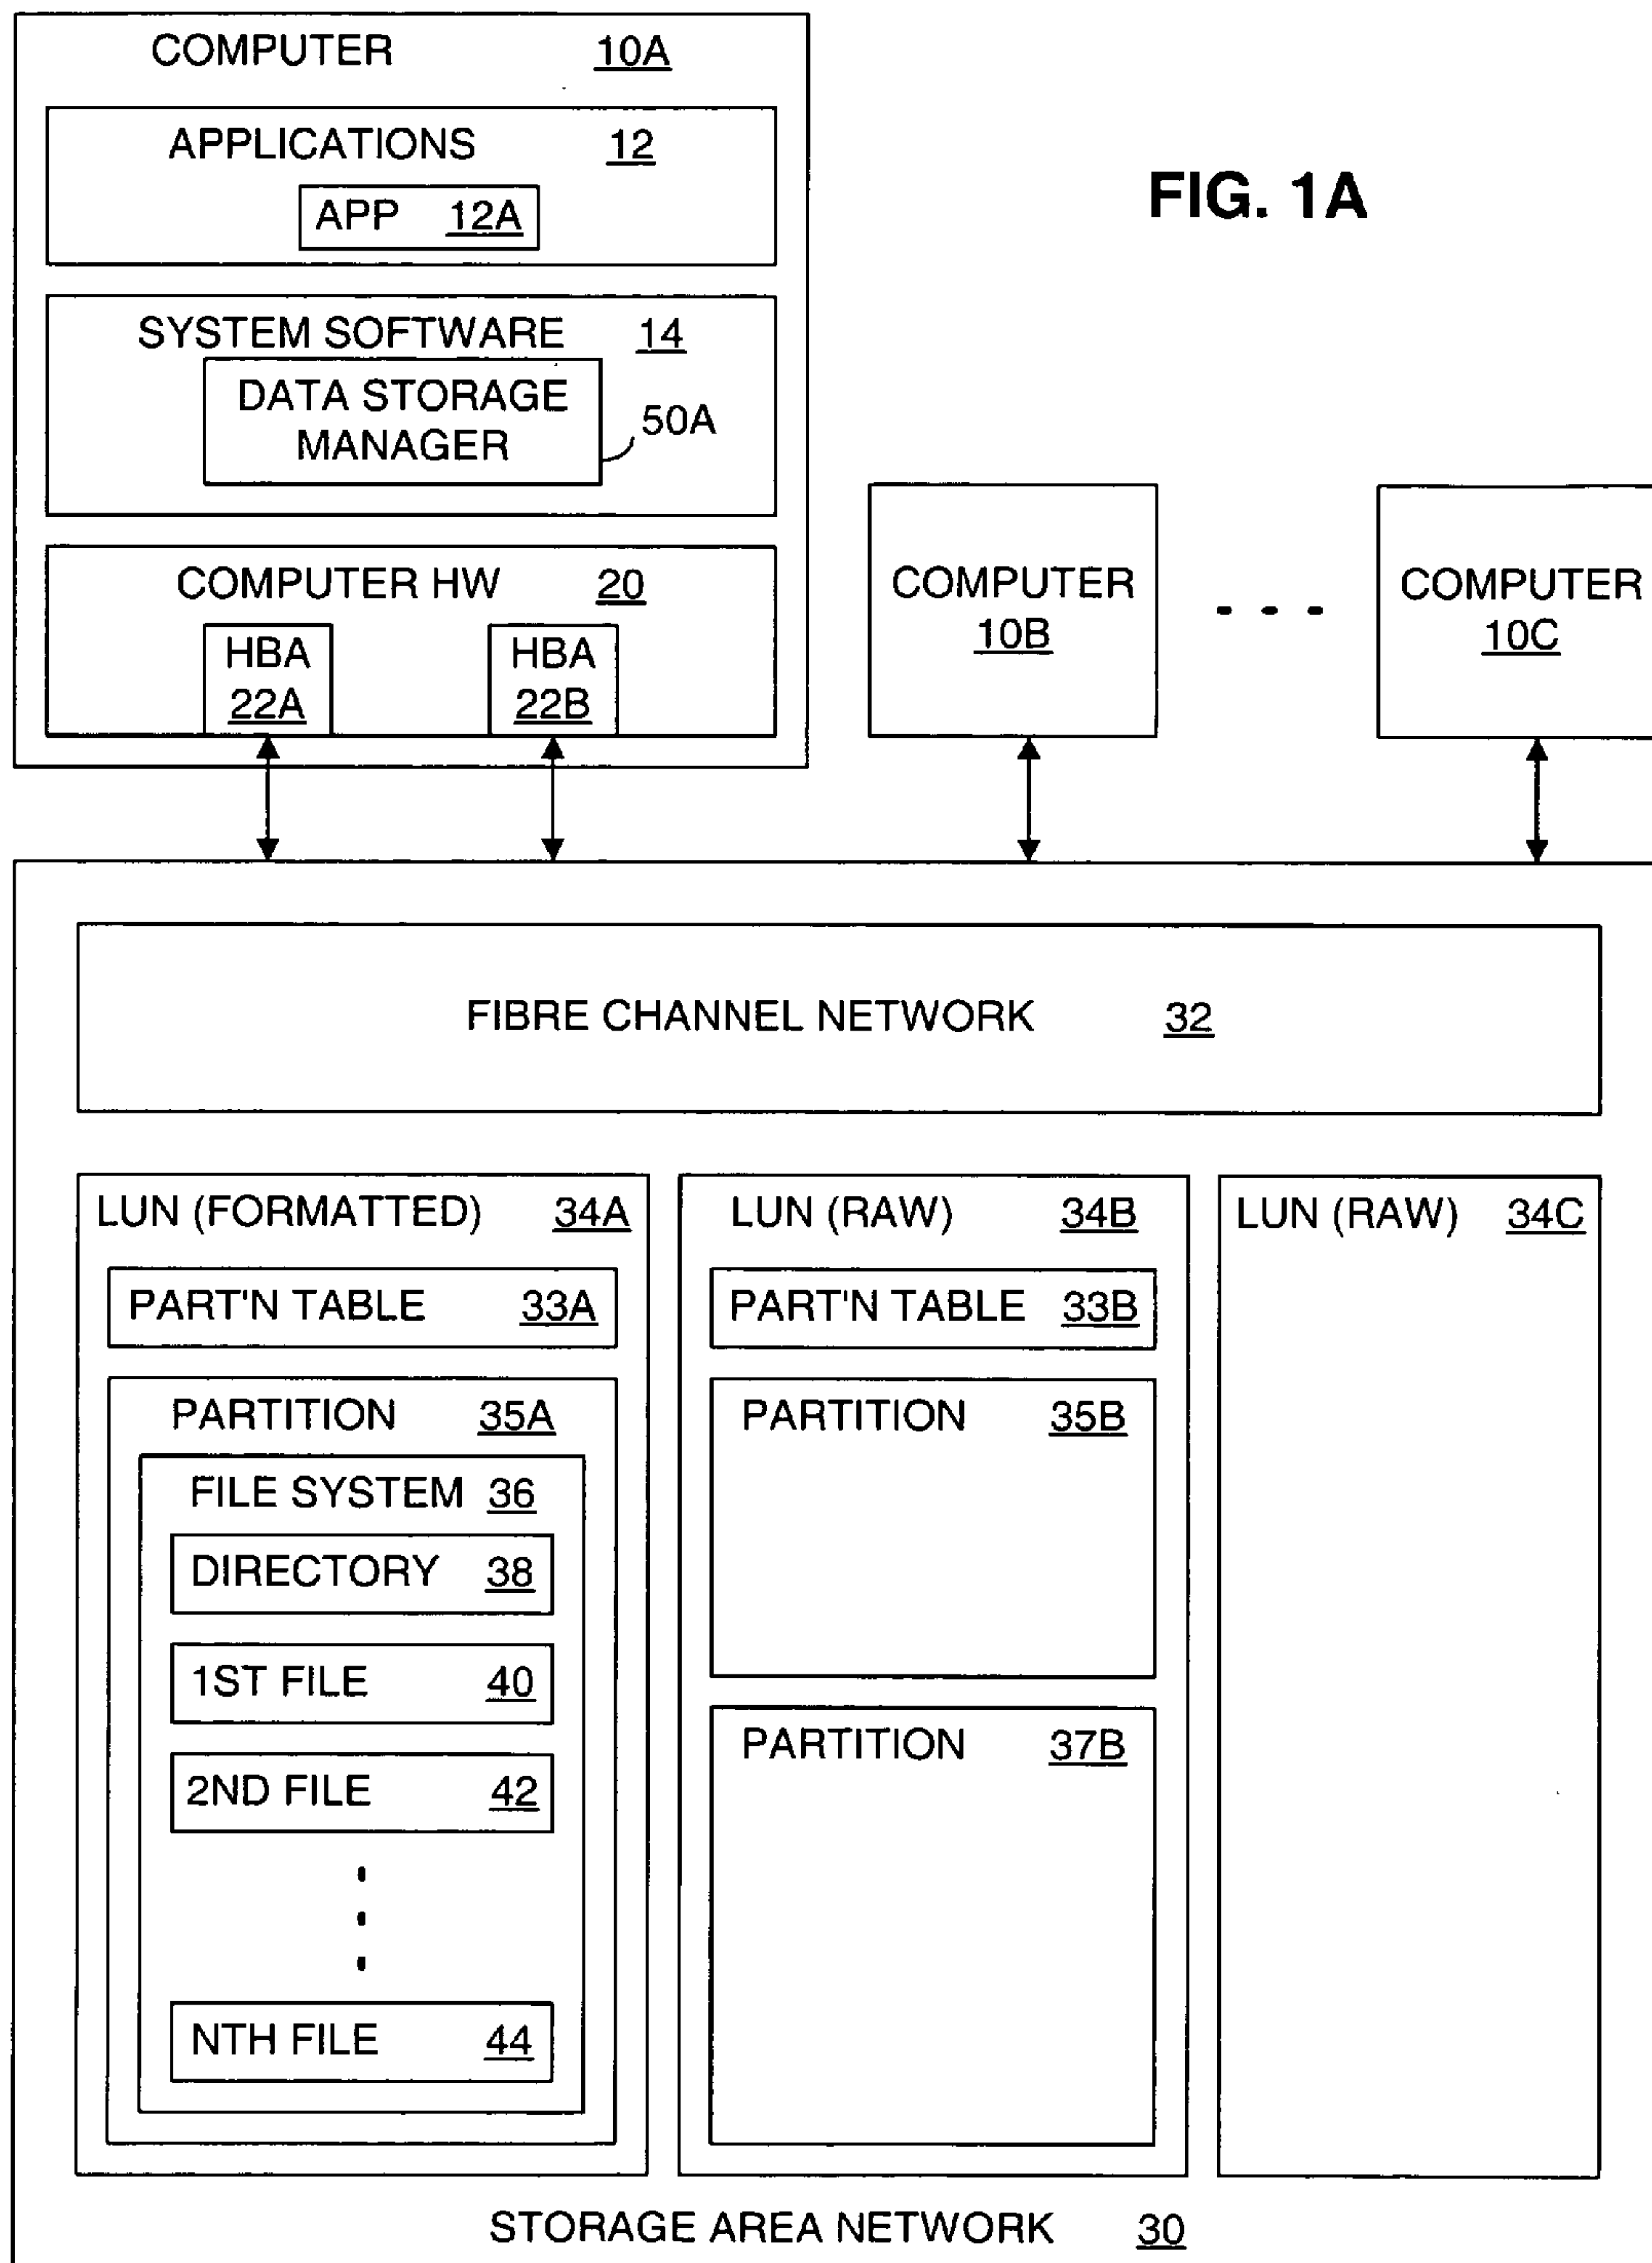 COMPUTER 10A
APPLICATIONS 12
APP 12A
FIG. 1A
SYSTEM SOFTWARE 14
DATA STORAGE
MANAGER
50A
COMPUTER HW 20
HBA
22A
HBA
22B
COMPUTER
10B
COMPUTER
10C
FIBRE CHANNEL NETWORK 32
LUN (FORMATTED) 34A
PART'N TABLE 33A
PARTITION 35A
FILE SYSTEM 36
DIRECTORY 38
1ST FILE 40
2ND FILE 42
NTH FILE 44
LUN (RAW) 34B
PART'N TABLE 33B
PARTITION 35B
PARTITION 37B
LUN (RAW) 34C
STORAGE AREA NETWORK 30